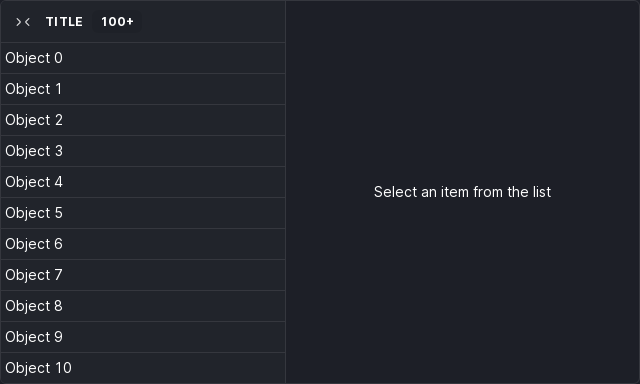 TITLE 100+
Object 0
Object 1
Object 2
Object 3
Object 4
Object 5
Object 6
Object 7
Object 8
Object 9
Object 10
Select an item from the list